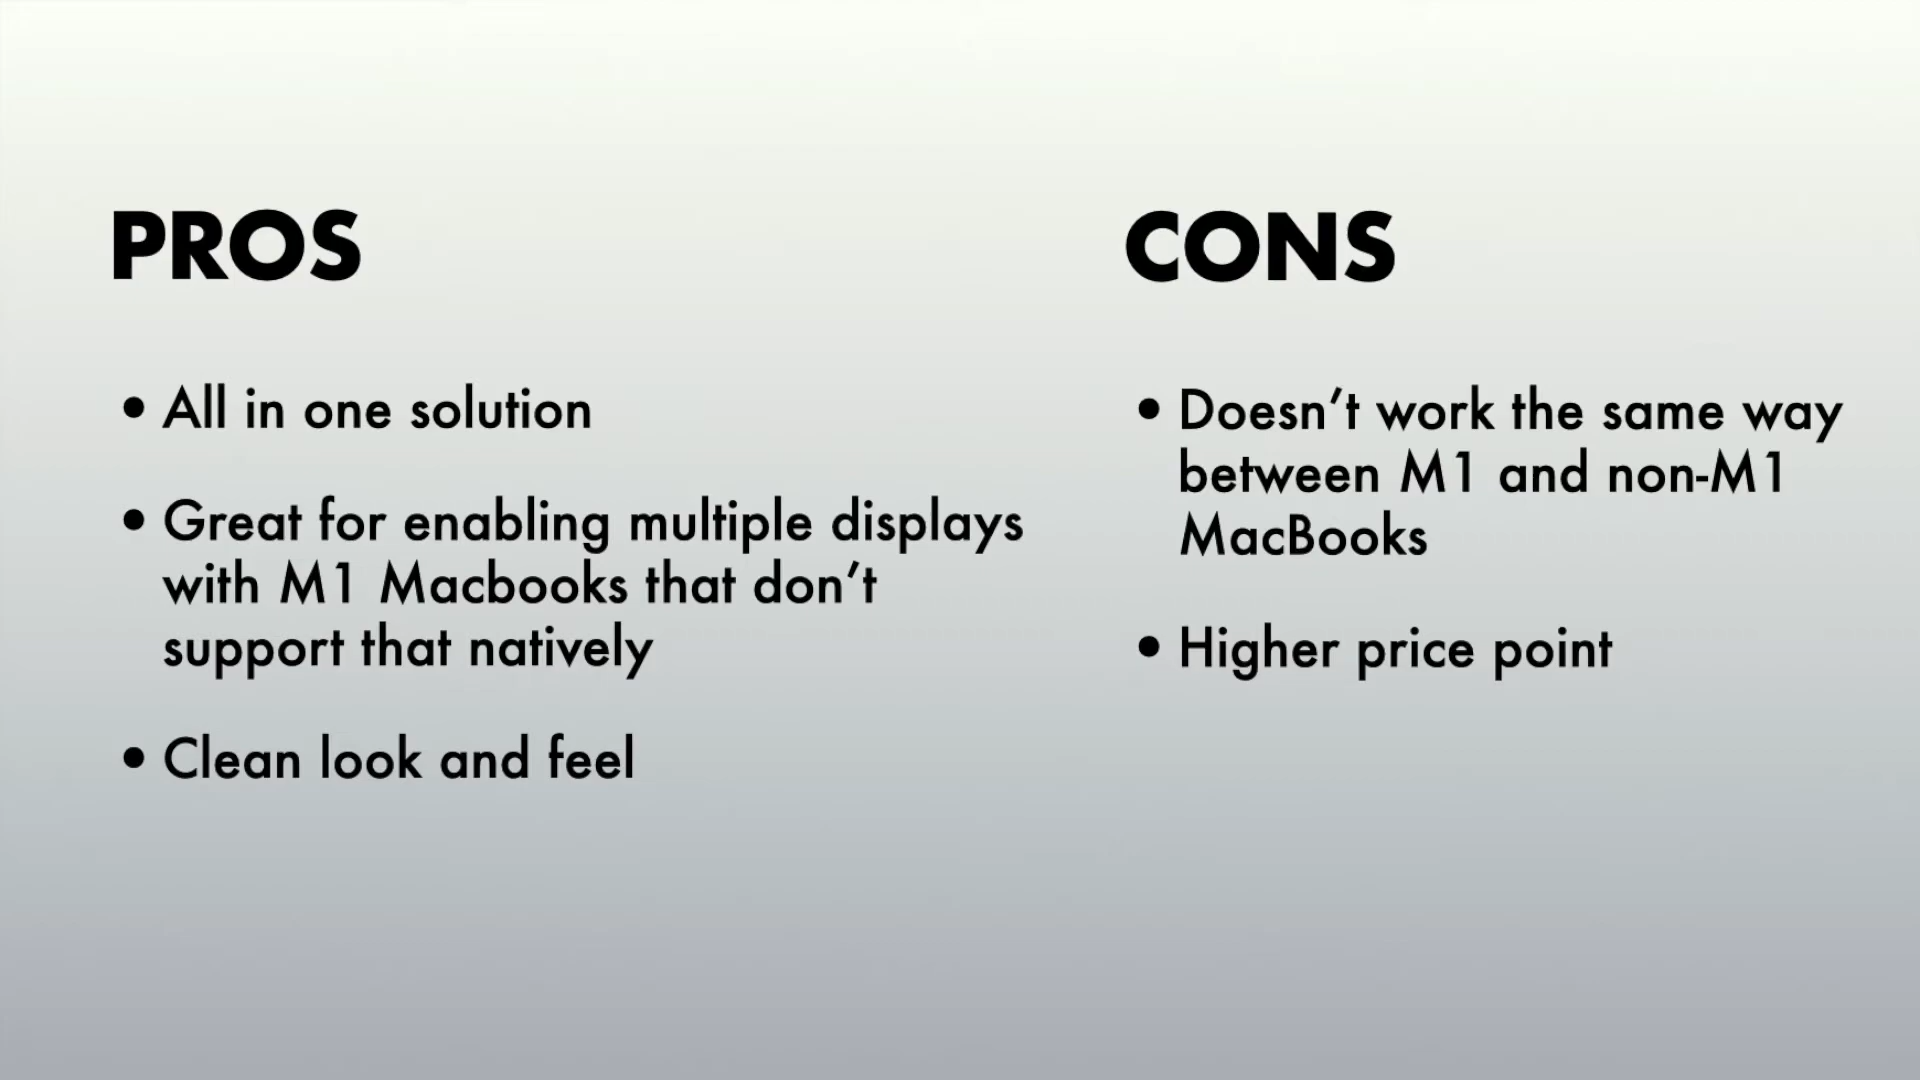 PROS
• All in one solution
• Great for enabling multiple displays
with M1 Macbooks that don’t
support that natively
• Clean look and feel
CONS
• Doesn’t work the same way
between M1 and non-M1
MacBooks
• Higher price point